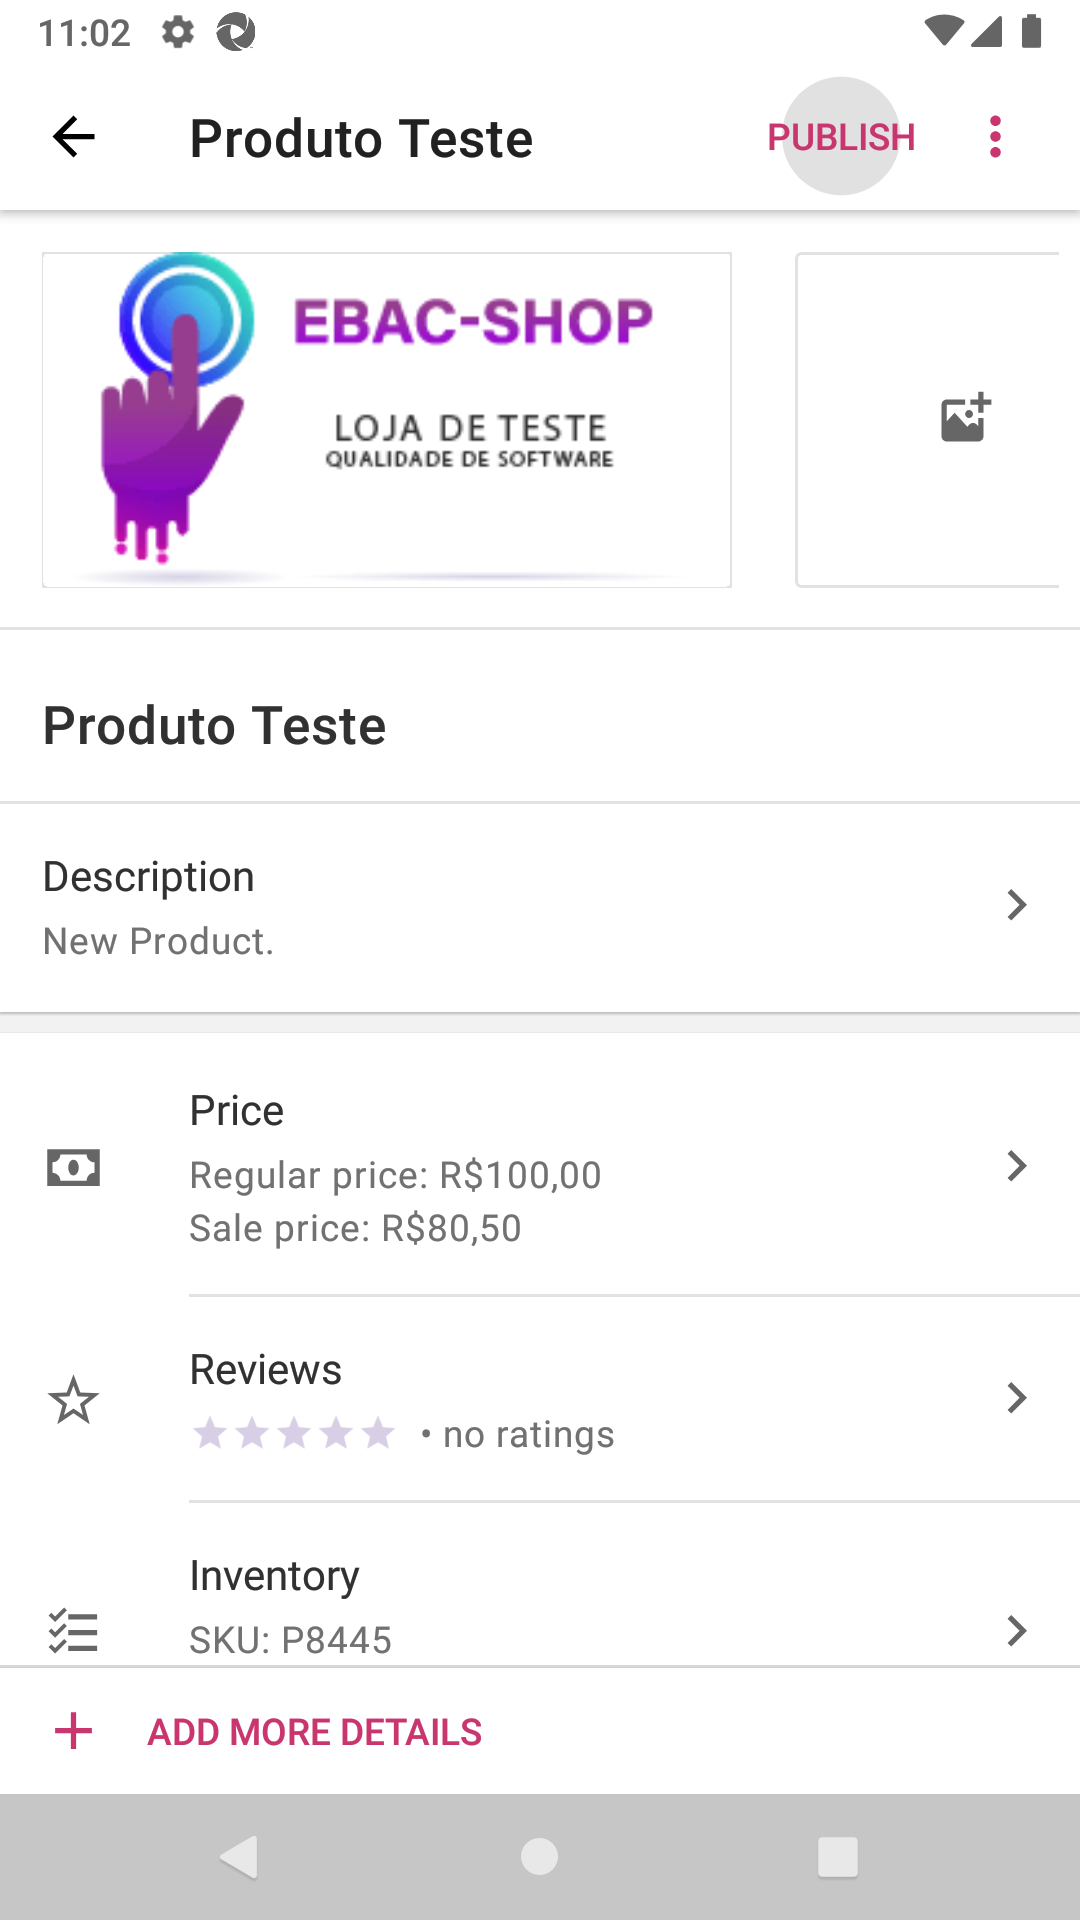 11:02
Produto Teste
PUBLISH
EBAC-SHOP
LOJA DE TESTE
QUALIDADE DE SOFTWARE
Produto Teste
Description
New Product.
Price
Regular price: R$100,00
Sale price: R$80,50
Reviews
• no ratings
Inventory
SKU: P8445
ADD MORE DETAILS